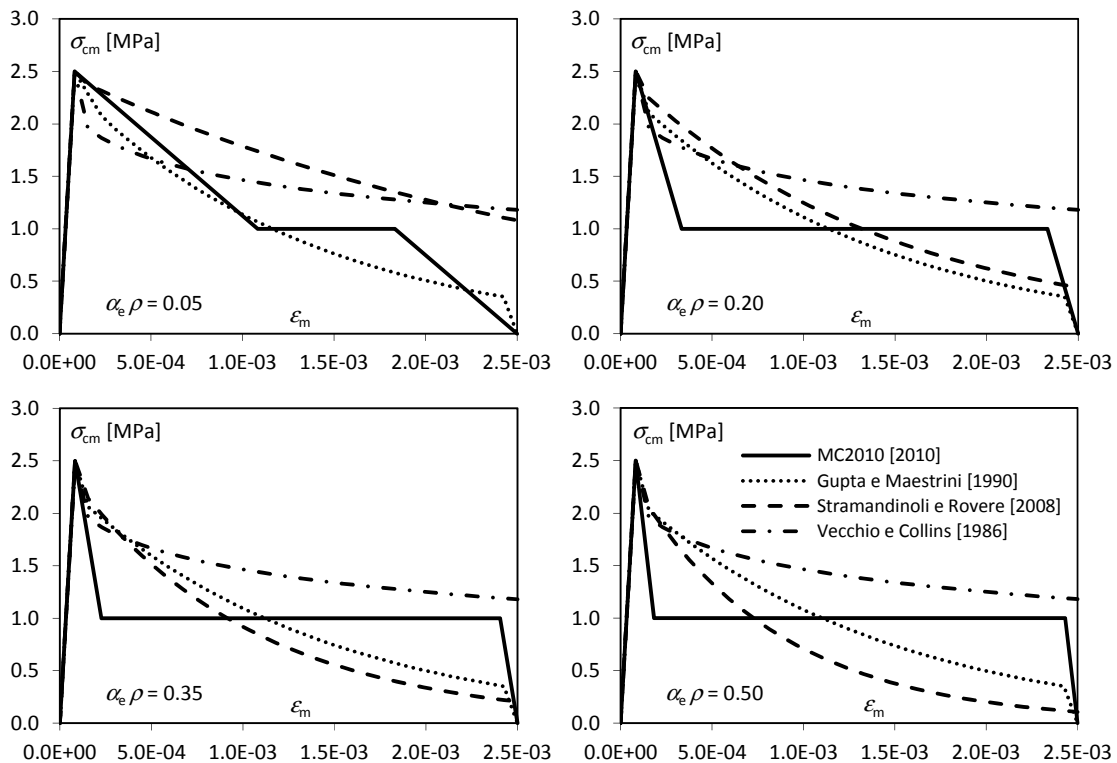 3.0
σcm [MPa]
2.5
2.0
1.5
1.0
0.5
αe ρ = 0.05
εm
0.0
0.0E+00 5.0E-04 1.0E-03 1.5E-03 2.0E-03 2.5E-03
3.0
σcm [MPa]
2.5
2.0
1.5
1.0
0.5
αe ρ = 0.20
εm
0.0
0.0E+00 5.0E-04 1.0E-03 1.5E-03 2.0E-03 2.5E-03
3.0
σcm [MPa]
2.5
2.0
1.5
1.0
0.5
αe ρ = 0.35
εm
0.0
0.0E+00 5.0E-04 1.0E-03 1.5E-03 2.0E-03 2.5E-03
3.0
σcm [MPa]
2.5
MC2010 [2010]
Gupta e Maestrini [1990]
Stramandinoli e Rovere [2008]
Vecchio e Collins [1986]
2.0
1.5
1.0
0.5
αe ρ = 0.50
εm
0.0
0.0E+00 5.0E-04 1.0E-03 1.5E-03 2.0E-03 2.5E-03